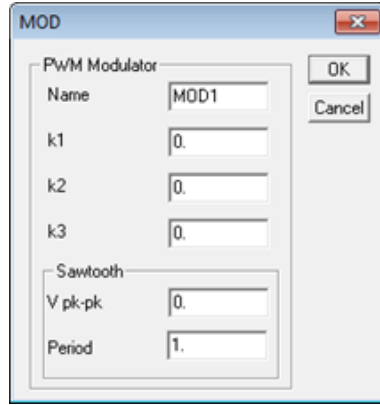 MOD
PWM Modulator
Name MOD1
k1 0.
k2 0.
k3 0.
Sawtooth
V pk-pk 0.
Period 1.
OK
Cancel